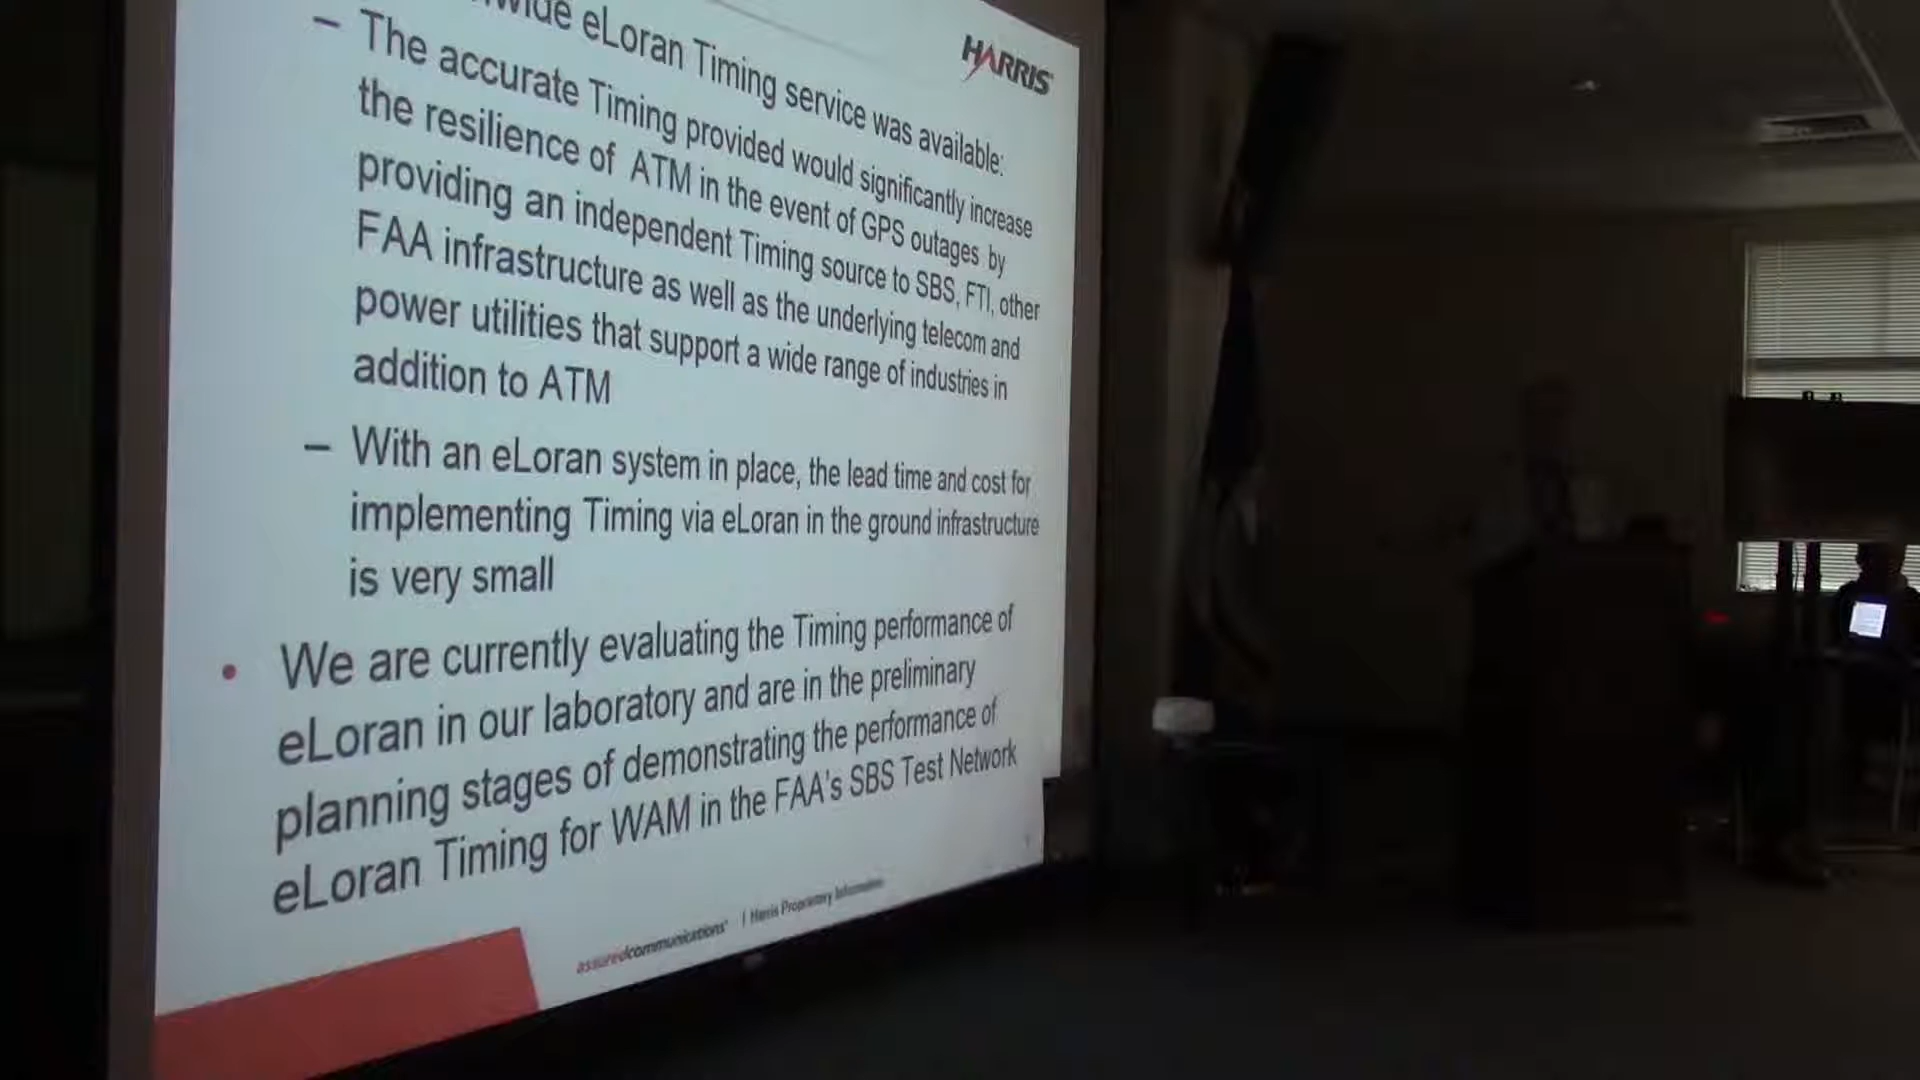 eLoran Timing service was available:
HARRIS
– The accurate Timing provided would significantly increase
the resilience of ATM in the event of GPS outages by
providing an independent Timing source to SBS, FTI, other
FAA infrastructure as well as the underlying telecom and
power utilities that support a wide range of industries in
addition to ATM
– With an eLoran system in place, the lead time and cost for
implementing Timing via eLoran in the ground infrastructure
is very small
• We are currently evaluating the Timing performance of
eLoran in our laboratory and are in the preliminary
planning stages of demonstrating the performance of
eLoran Timing for WAM in the FAA's SBS Test Network
assuredcommunications® | Harris Proprietary Information